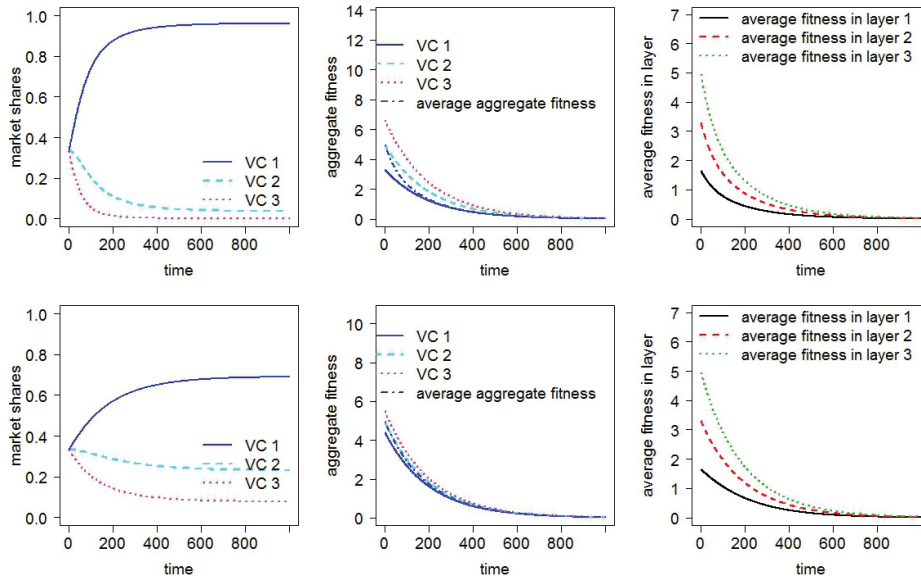 market shares
1.0
0.8
0.6
0.4
0.2
0.0
VC 1
VC 2
VC 3
0 200 400 600 800
time
aggregate fitness
14
12
10
8
6
4
2
0
VC 1
VC 2
VC 3
average aggregate fitness
0 200 400 600 800
time
average fitness in layer
7
6
5
4
3
2
1
0
average fitness in layer 1
average fitness in layer 2
average fitness in layer 3
0 200 400 600 800
time
market shares
1.0
0.8
0.6
0.4
0.2
0.0
VC 1
VC 2
VC 3
0 200 400 600 800
time
aggregate fitness
10
8
6
4
2
0
VC 1
VC 2
VC 3
average aggregate fitness
0 200 400 600 800
time
average fitness in layer
7
6
5
4
3
2
1
0
average fitness in layer 1
average fitness in layer 2
average fitness in layer 3
0 200 400 600 800
time